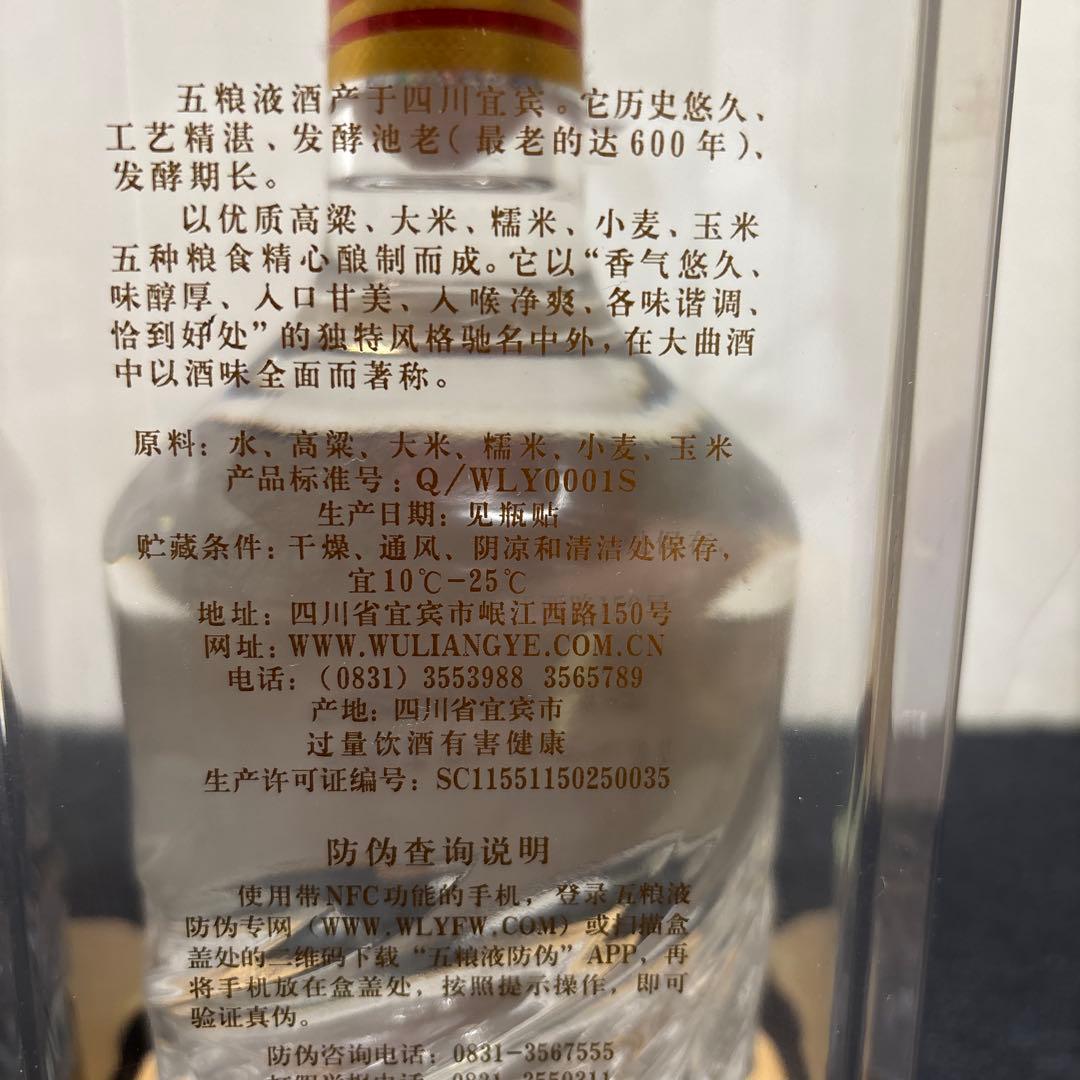 五粮液酒产于四川宜宾。它历史悠久、
工艺精湛、发酵池老(最老的达600年)、
发酵期长。
以优质高粱、大米、糯米、小麦、玉米
五种粮食精心酿制而成。它以“香气悠久、
味醇厚、入口甘美、入喉净爽、各味谐调、
恰到好处”的独特风格驰名中外，在大曲酒
中以酒味全面而著称。
原料：水、高粱、大米、糯米、小麦、玉米
产品标准号：Q/WLY0001S
生产日期：见瓶贴
贮藏条件：干燥、通风、阴凉和清洁处保存，
宜10℃-25℃
地址：四川省宜宾市岷江西路150号
网址：WWW.WULIANGYE.COM.CN
电话：(0831) 3553988 3565789
产地：四川省宜宾市
过量饮酒有害健康
生产许可证编号：SC11551150250035
防伪查询说明
使用带NFC功能的手机，登录五粮液
防伪专网(WWW.WLYFW.COM)或扫描盒
盖处的二维码下载“五粮液防伪”APP，再
将手机放在盒盖处，按照提示操作，即可
验证真伪。
防伪咨询电话：0831-3567555